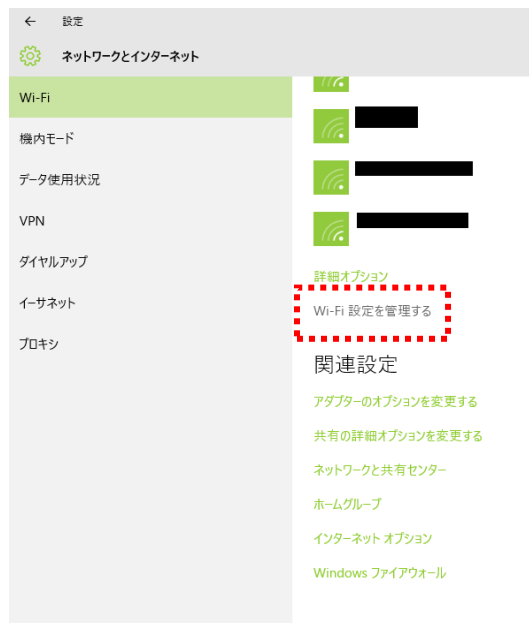 ← 設定
ネットワークとインターネット
Wi-Fi
機内モード
データ使用状況
VPN
ダイヤルアップ
イーサネット
プロキシ
詳細オプション
Wi-Fi 設定を管理する
関連設定
アダプターのオプションを変更する
共有の詳細オプションを変更する
ネットワークと共有センター
ホームグループ
インターネット オプション
Windows ファイアウォール